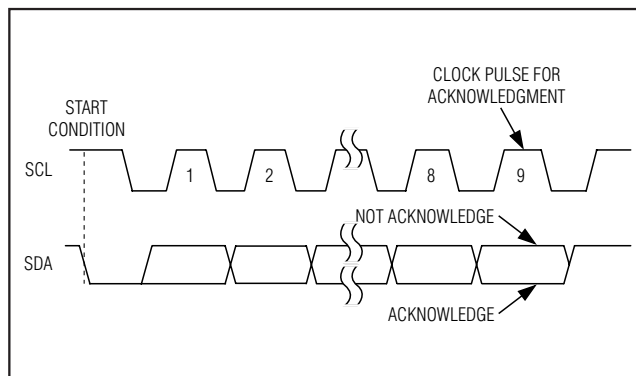 CLOCK PULSE FOR
ACKNOWLEDGMENT
START
CONDITION
SCL
1
2
8
9
NOT ACKNOWLEDGE
SDA
ACKNOWLEDGE